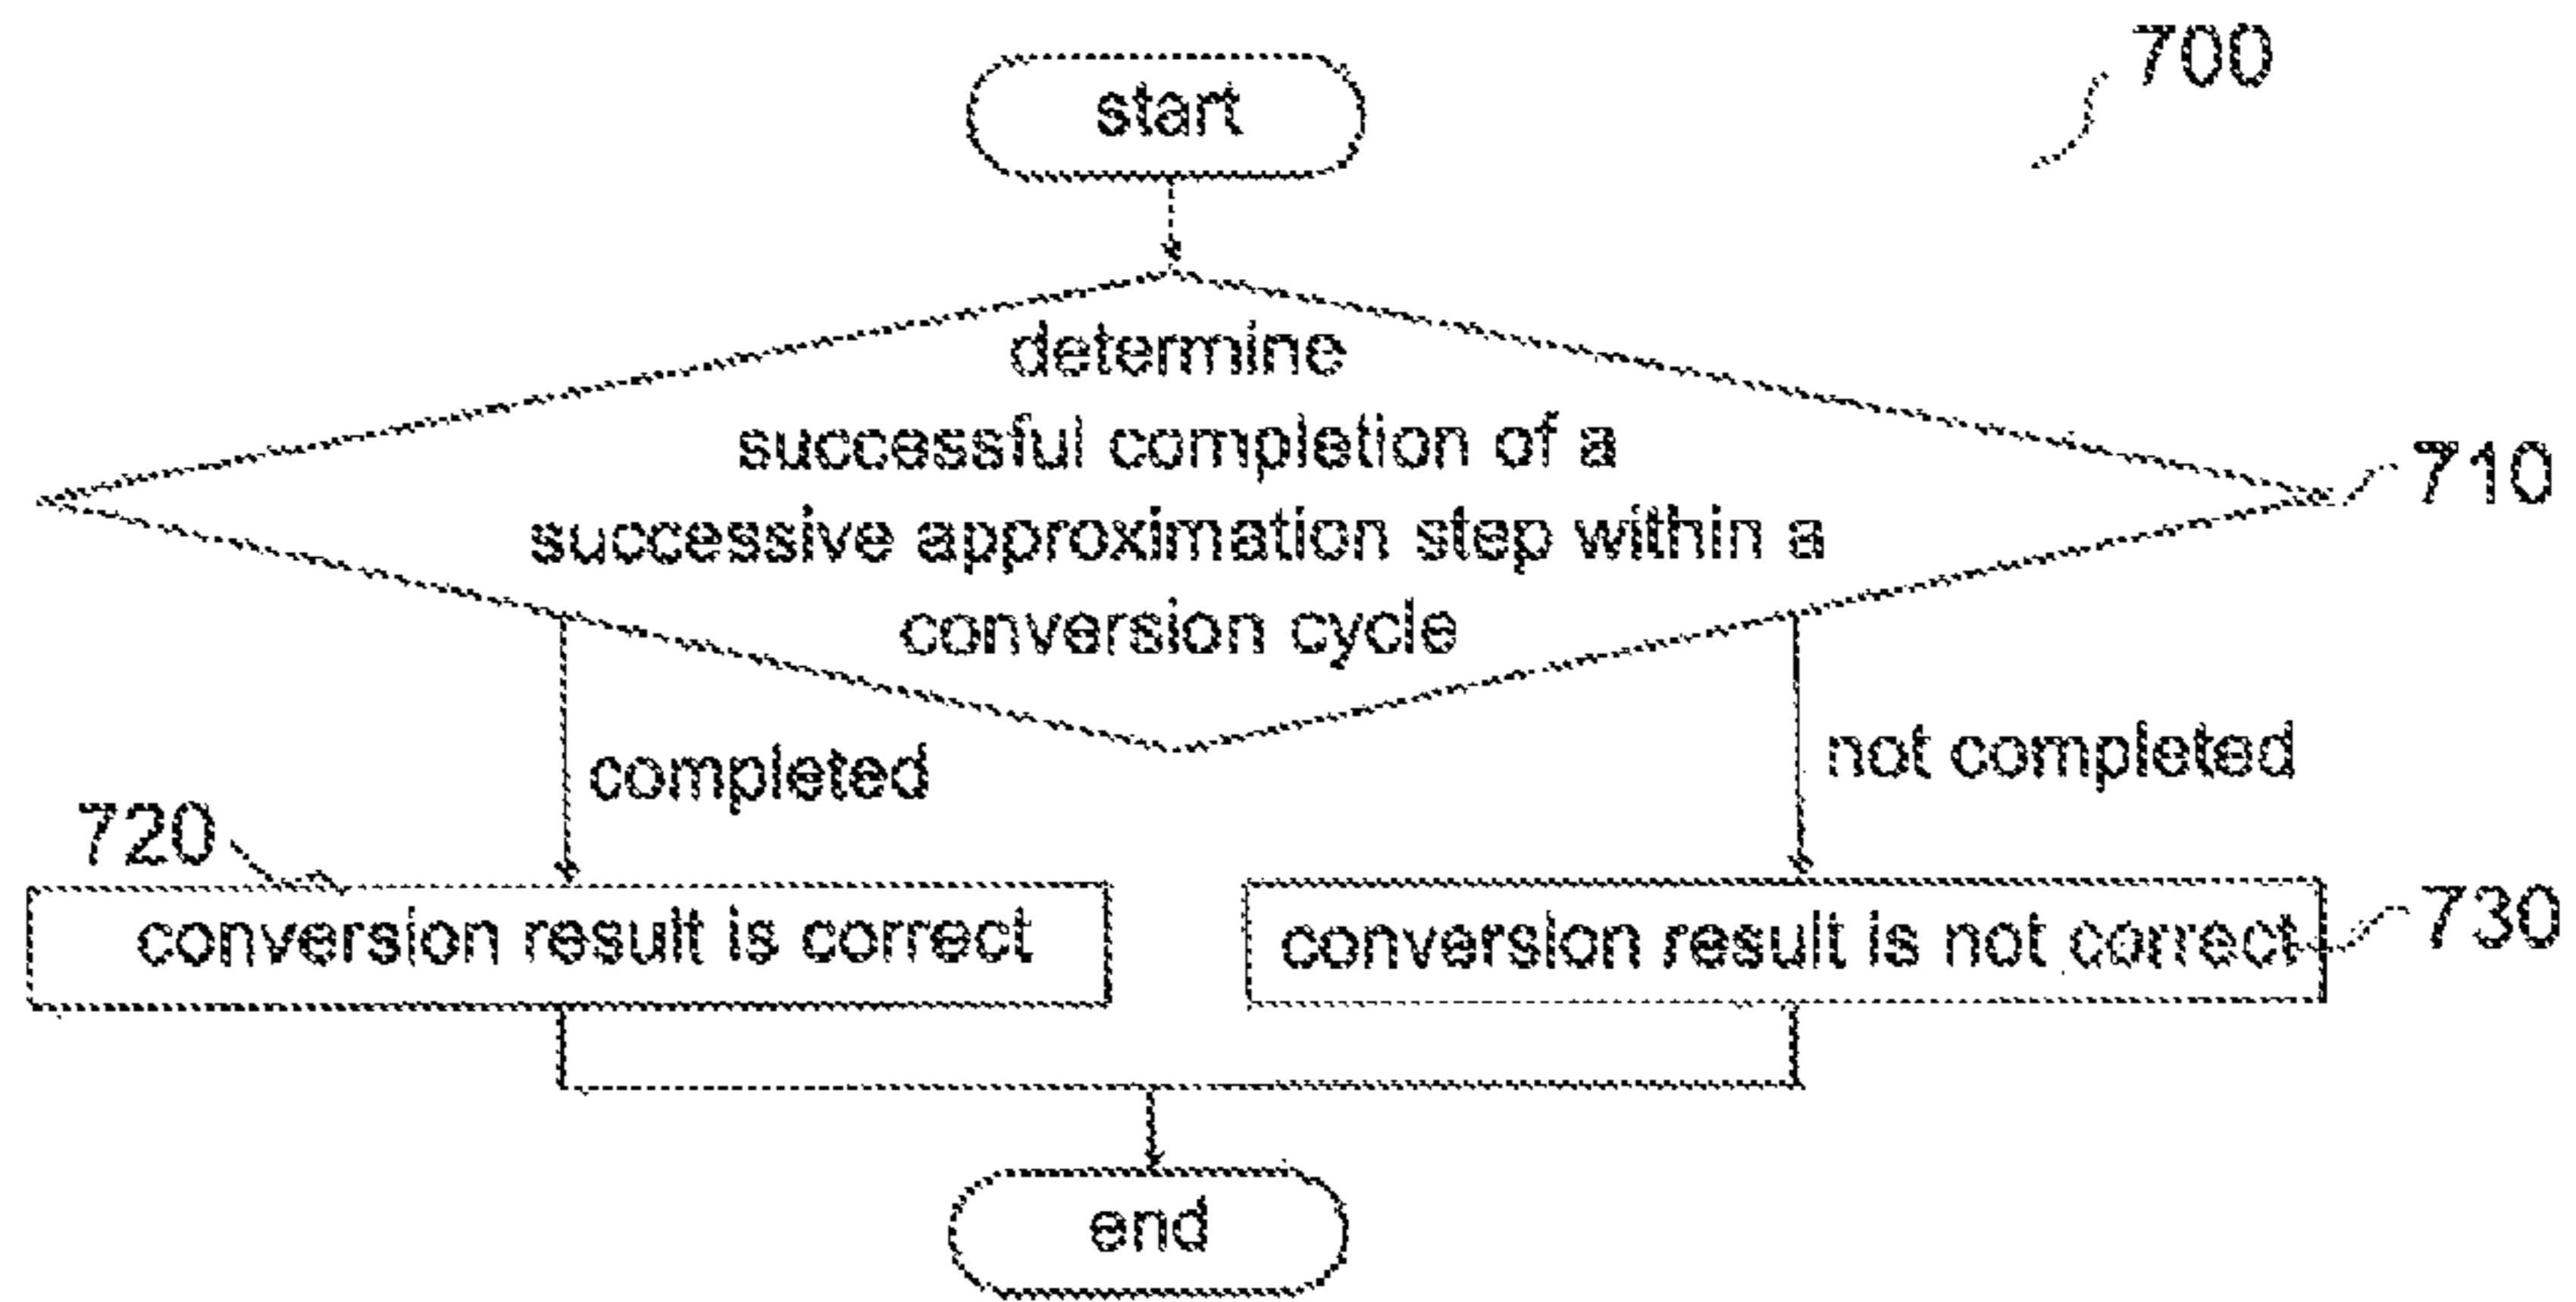 700
start
determine
successful completion of a
successive approximation step within a
conversion cycle
710
completed
not completed
720
conversion result is correct
conversion result is not correct
730
end